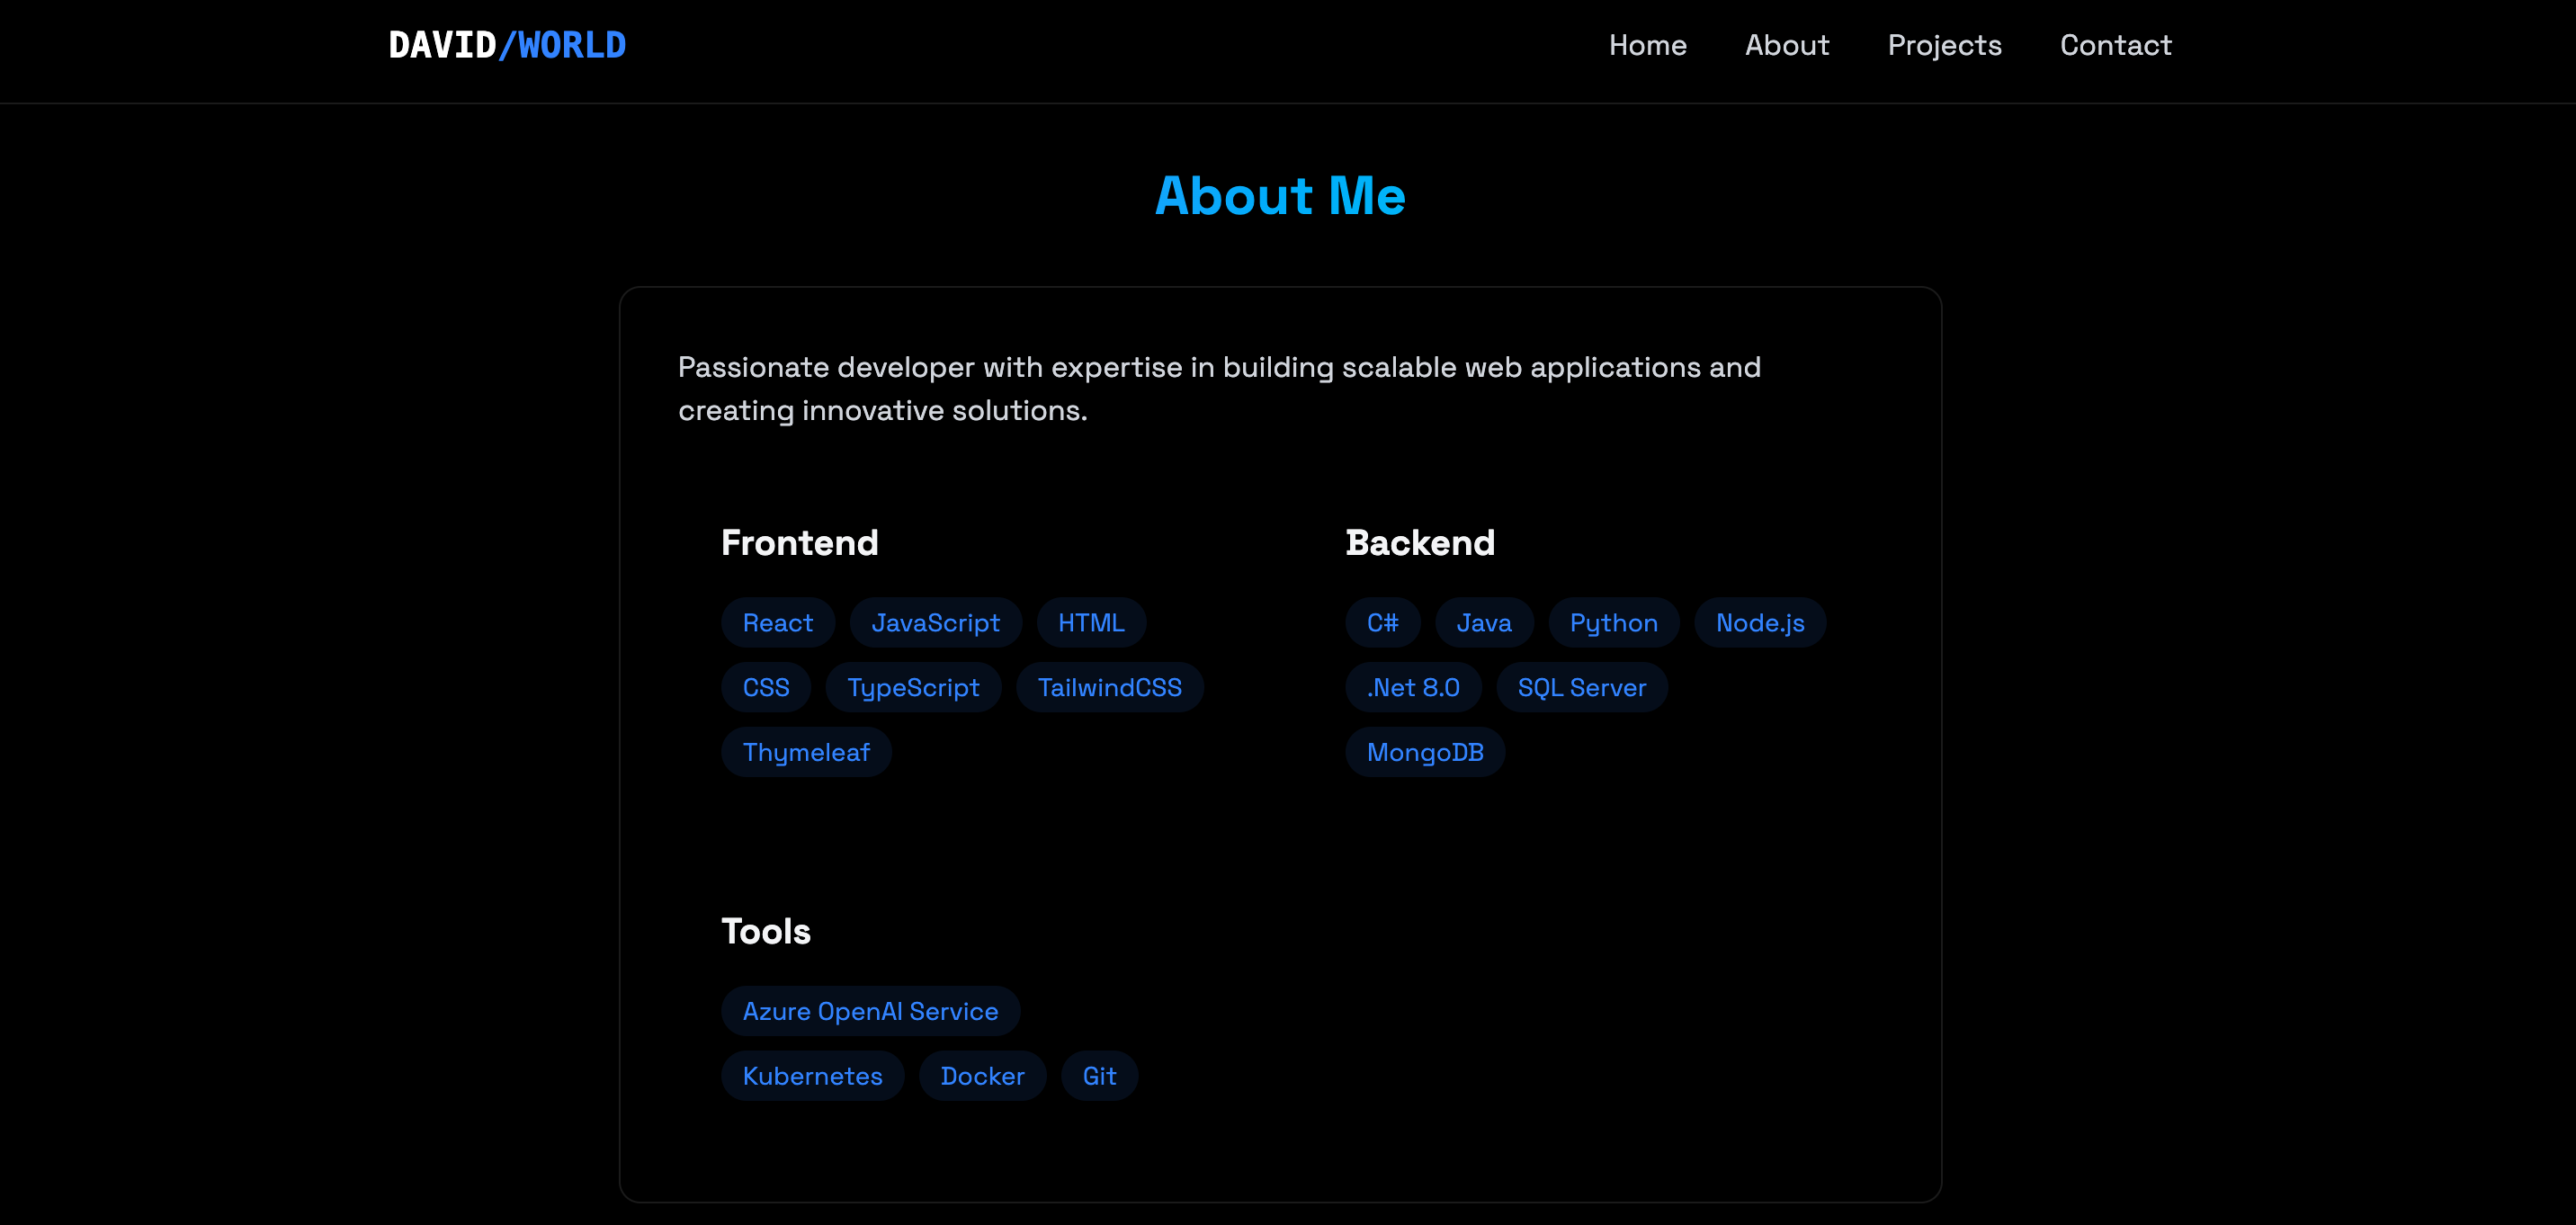 DAVID/WORLD
Home About Projects Contact
About Me
Passionate developer with expertise in building scalable web applications and
creating innovative solutions.
Frontend
React JavaScript HTML
CSS TypeScript TailwindCSS
Thymeleaf
Backend
C# Java Python Node.js
.Net 8.0 SQL Server
MongoDB
Tools
Azure OpenAI Service
Kubernetes Docker Git